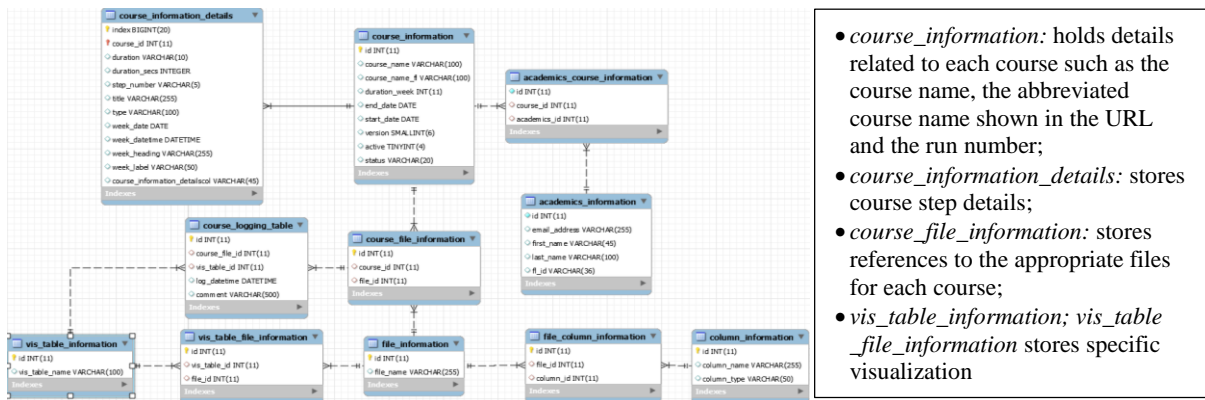 course_information_details
index BIGINT(20)
course_id INT(11)
duration VARCHAR(10)
duration_secs INTEGER
step_number VARCHAR(5)
title VARCHAR(255)
type VARCHAR(100)
week_date DATE
week_datetime DATETIME
week_heading VARCHAR(255)
week_label VARCHAR(50)
course_information_detailscol VARCHAR(45)
Indexes
course_information
id INT(11)
course_name VARCHAR(100)
course_name_fl VARCHAR(100)
duration_week INT(11)
end_date DATE
start_date DATE
version SMALLINT(6)
active TINYINT(4)
status VARCHAR(20)
Indexes
academics_course_information
id INT(11)
course_id INT(11)
academics_id INT(11)
Indexes
academics_information
id INT(11)
email_address VARCHAR(255)
first_name VARCHAR(45)
last_name VARCHAR(100)
fl_id VARCHAR(36)
Indexes
course_logging_table
id INT(11)
course_file_id INT(11)
vis_table_id INT(11)
log_datetime DATETIME
comment VARCHAR(500)
Indexes
course_file_information
id INT(11)
course_id INT(11)
file_id INT(11)
Indexes
vis_table_information
id INT(11)
vis_table_name VARCHAR(100)
Indexes
vis_table_file_information
id INT(11)
vis_table_id INT(11)
file_id INT(11)
Indexes
file_information
id INT(11)
file_name VARCHAR(255)
Indexes
file_column_information
id INT(11)
file_id INT(11)
column_id INT(11)
Indexes
column_information
id INT(11)
column_name VARCHAR(255)
column_type VARCHAR(50)
Indexes
• course_information: holds details
related to each course such as the
course name, the abbreviated
course name shown in the URL
and the run number;
• course_information_details: stores
course step details;
• course_file_information: stores
references to the appropriate files
for each course;
• vis_table_information; vis_table
_file_information stores specific
visualization